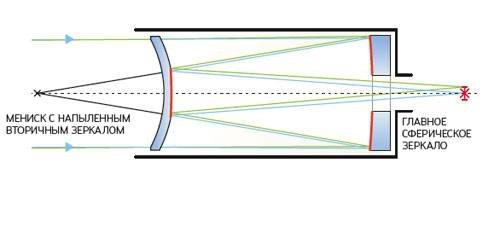 МЕНИСК С НАПЫЛЕННЫМ
ВТОРИЧНЫМ ЗЕРКАЛОМ
ГЛАВНОЕ
СФЕРИЧЕСКОЕ
ЗЕРКАЛО